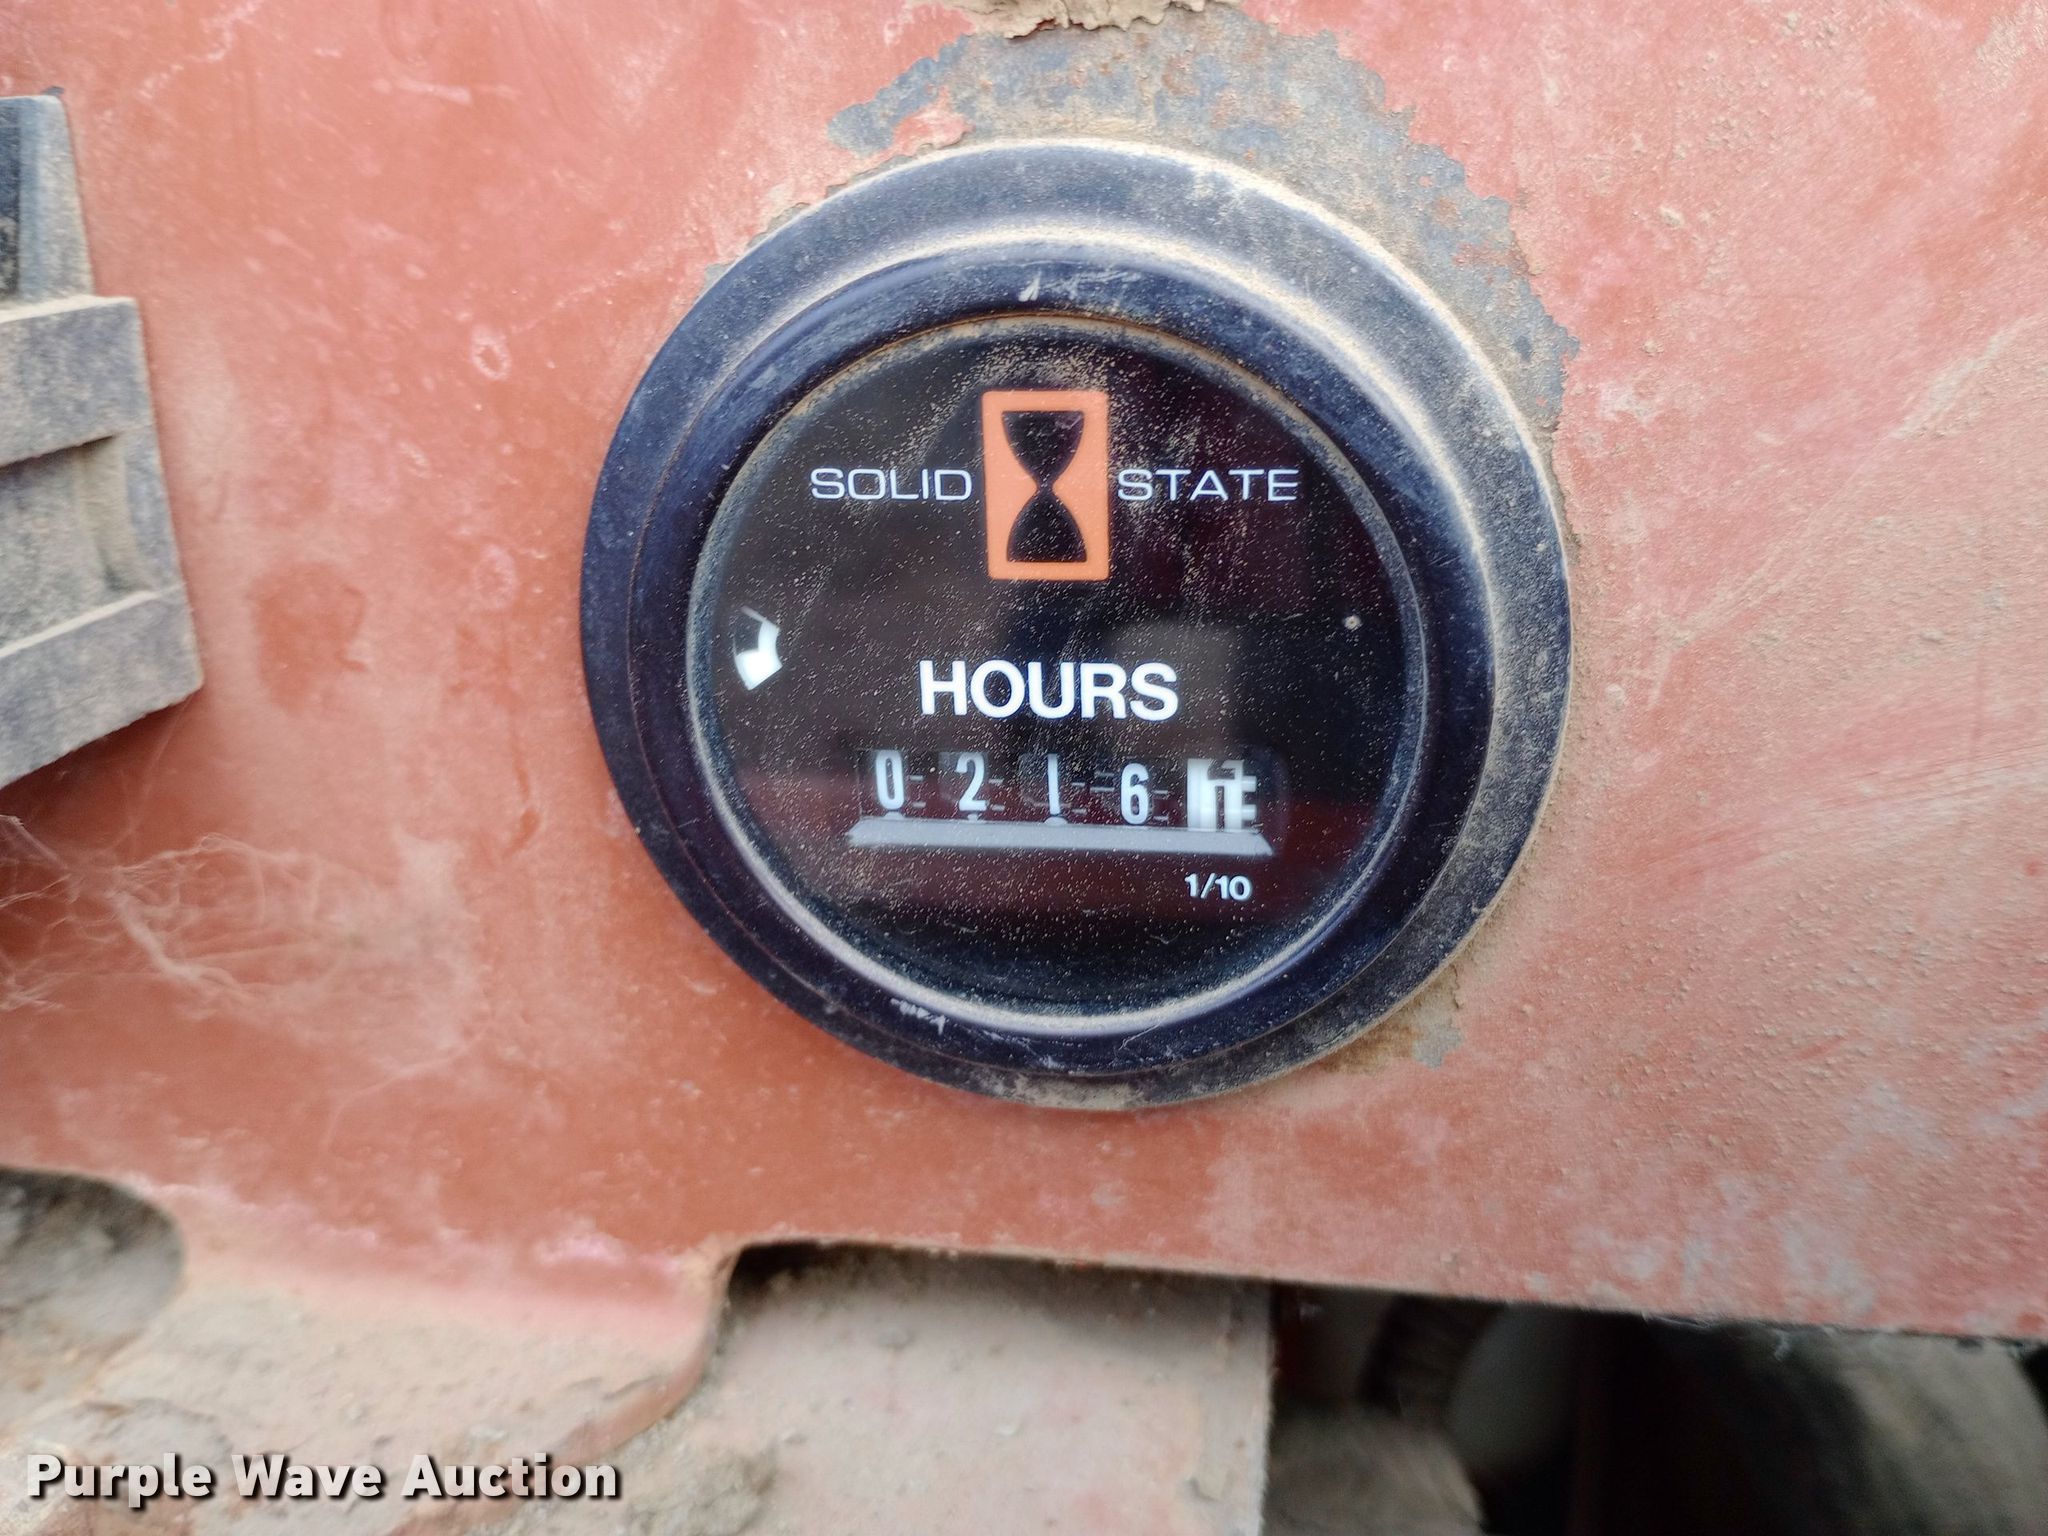 SOLID STATE
HOURS
0216
1/10
Purple Wave Auction